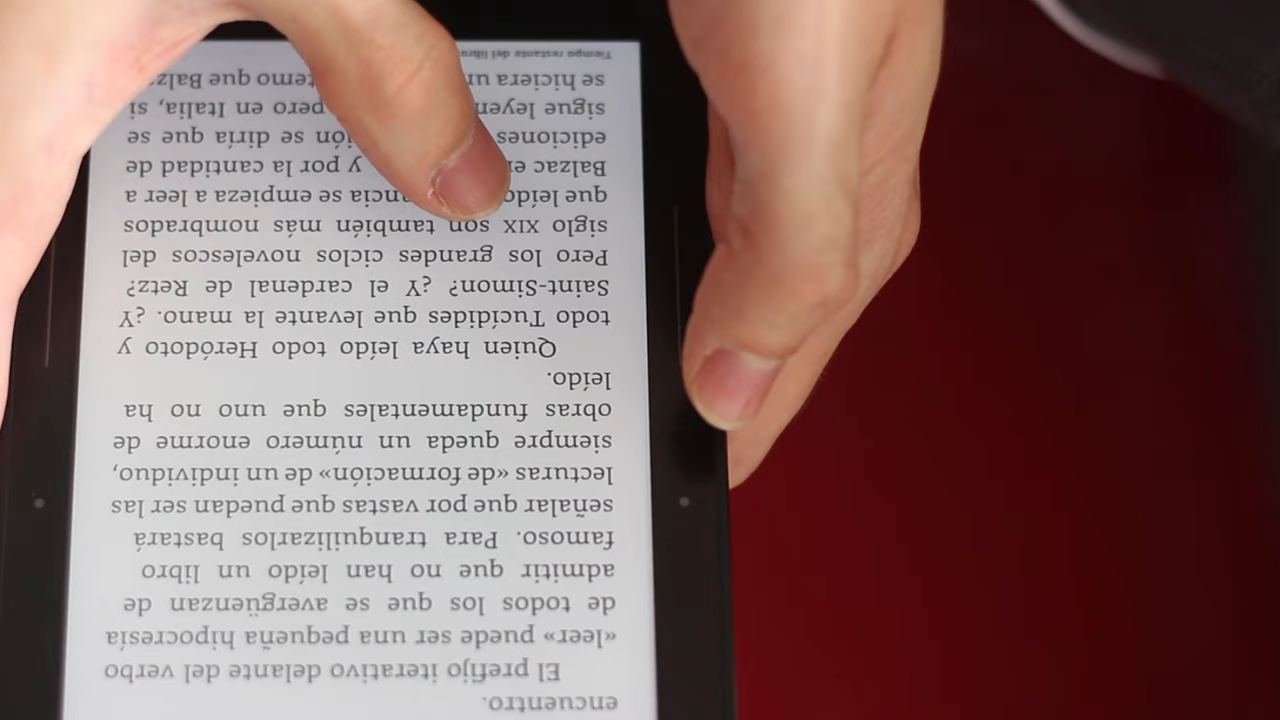 encuentro.
El prefijo iterativo delante del verbo
«leer» puede ser una pequeña hipocresía
de todos los que se avergüenzan de
admitir que no han leído un libro
famoso. Para tranquilizarlos bastará
señalar que por vastas que puedan ser las
lecturas «de formación» de un individuo,
siempre queda un número enorme de
obras fundamentales que uno no ha
leído.
Quien haya leído todo Heródoto y
todo Tucídides que levante la mano. ¿Y
Saint-Simon? ¿Y el cardenal de Retz?
Pero los grandes ciclos novelescos del
siglo XIX son también más nombrados
que leídos se empieza a leer a
Balzac y por la cantidad de
ediciones se diría que se
sigue pero en Italia, si
se hiciera temo que
Tiempo restante del libro